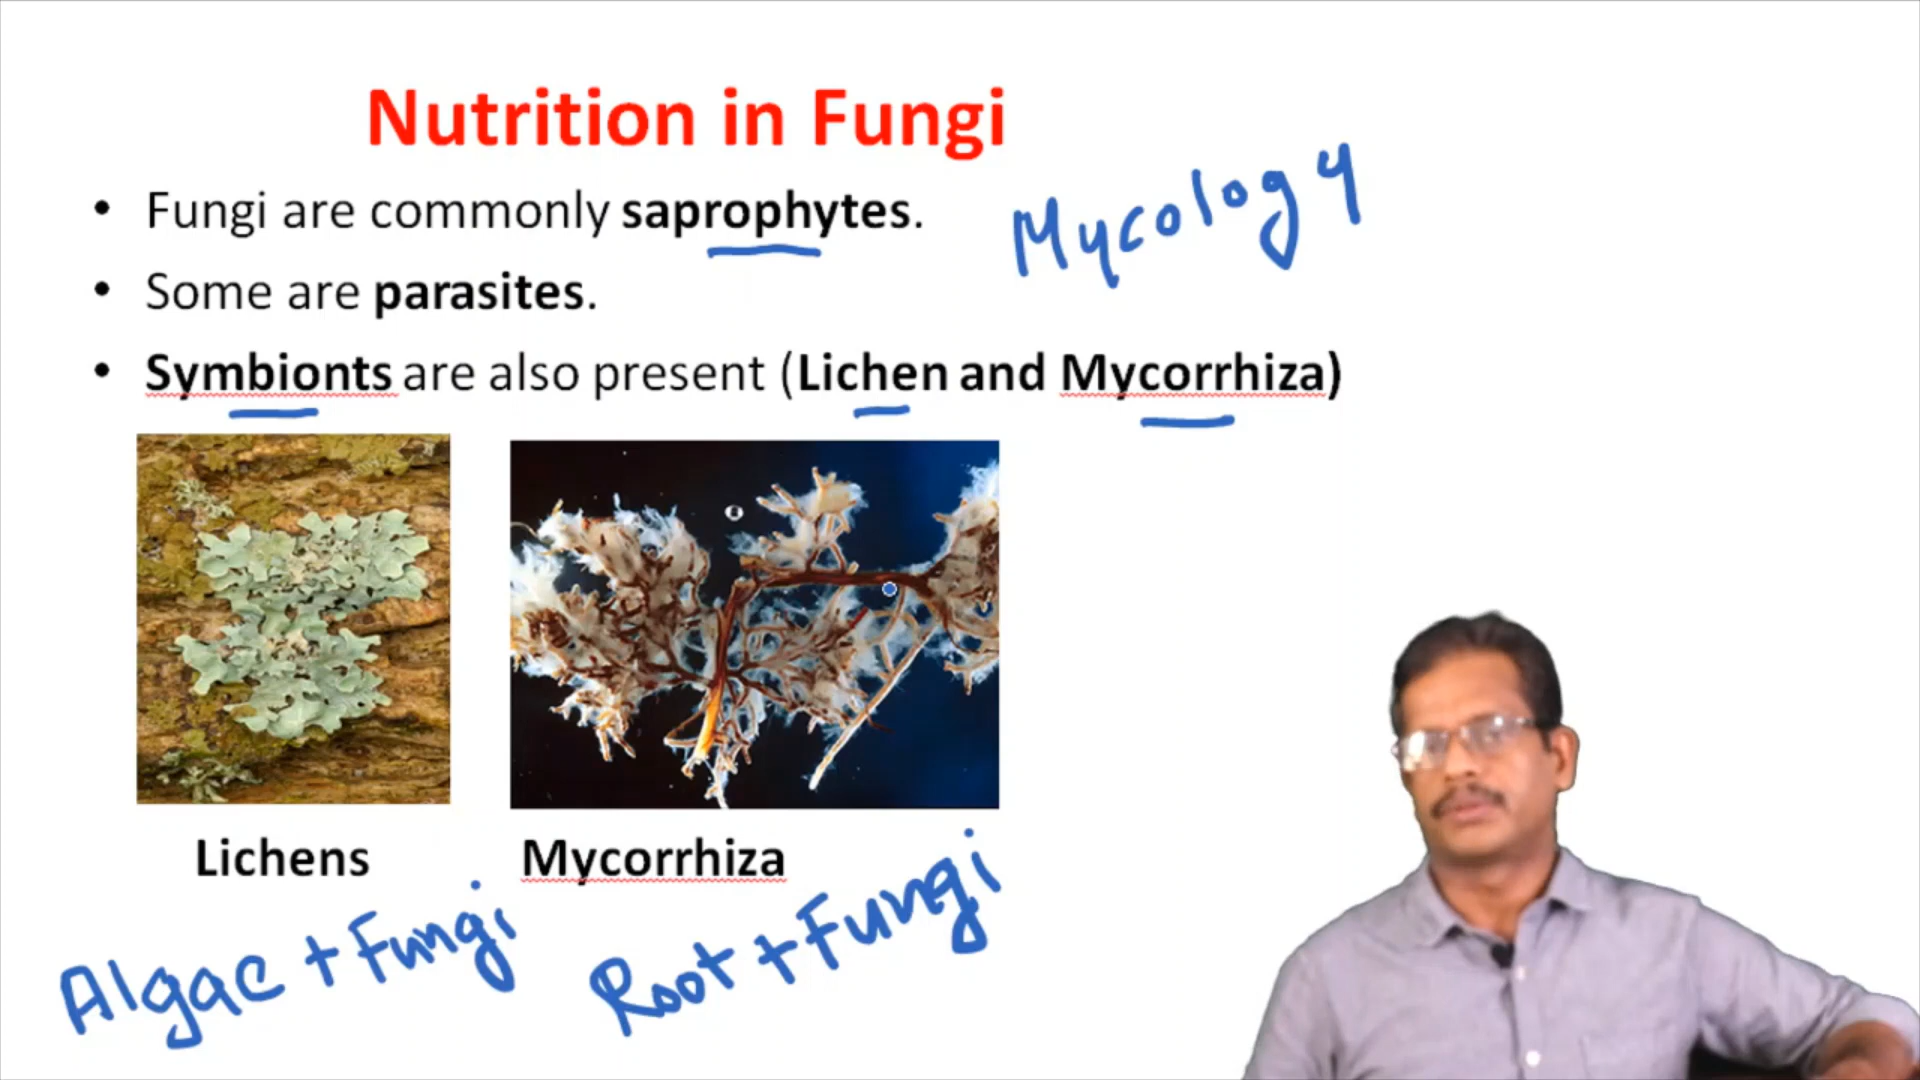 Nutrition in Fungi
• Fungi are commonly saprophytes.
Mycology
• Some are parasites.
• Symbionts are also present (Lichen and Mycorrhiza)
Lichens
Mycorrhiza
Algae + Fungi
Root + Fungi